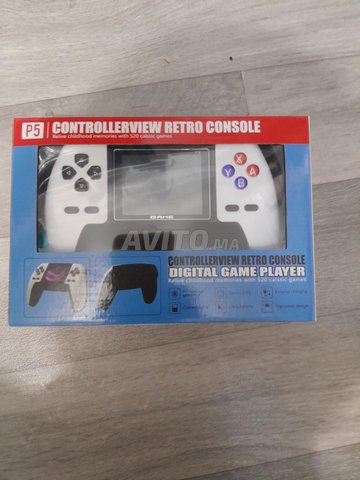 P5 CONTROLLERVIEW RETRO CONSOLE
Relive childhood memories with 520 calssic games
X
Y A
B
GAME
AVITO.ma
CONTROLLERVIEW RETRO CONSOLE
DIGITAL GAME PLAYER
Relive childhood memories with 520 calssic games